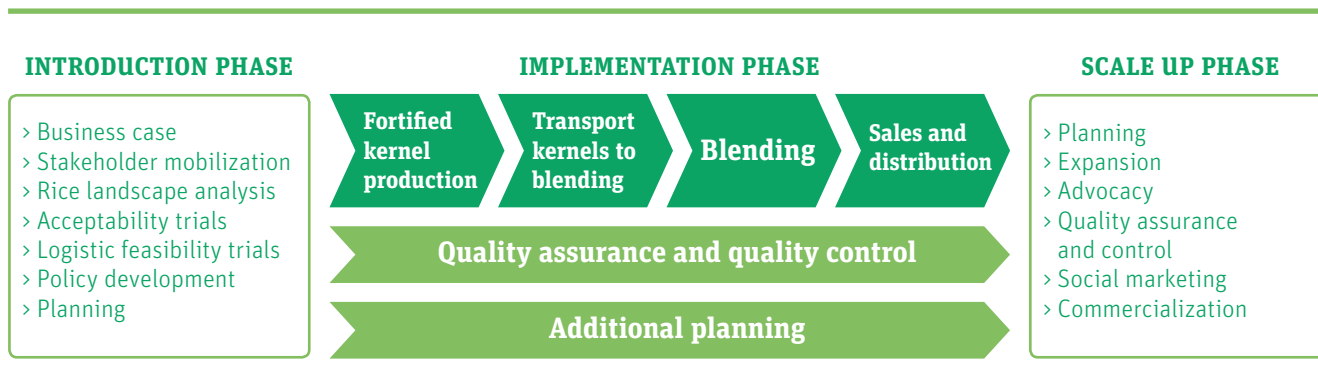 INTRODUCTION PHASE
> Business case
> Stakeholder mobilization
> Rice landscape analysis
> Acceptability trials
> Logistic feasibility trials
> Policy development
> Planning
IMPLEMENTATION PHASE
Fortified
kernel
production
Transport
kernels to
blending
Blending
Sales and
distribution
Quality assurance and quality control
Additional planning
SCALE UP PHASE
> Planning
> Expansion
> Advocacy
> Quality assurance
and control
> Social marketing
> Commercialization